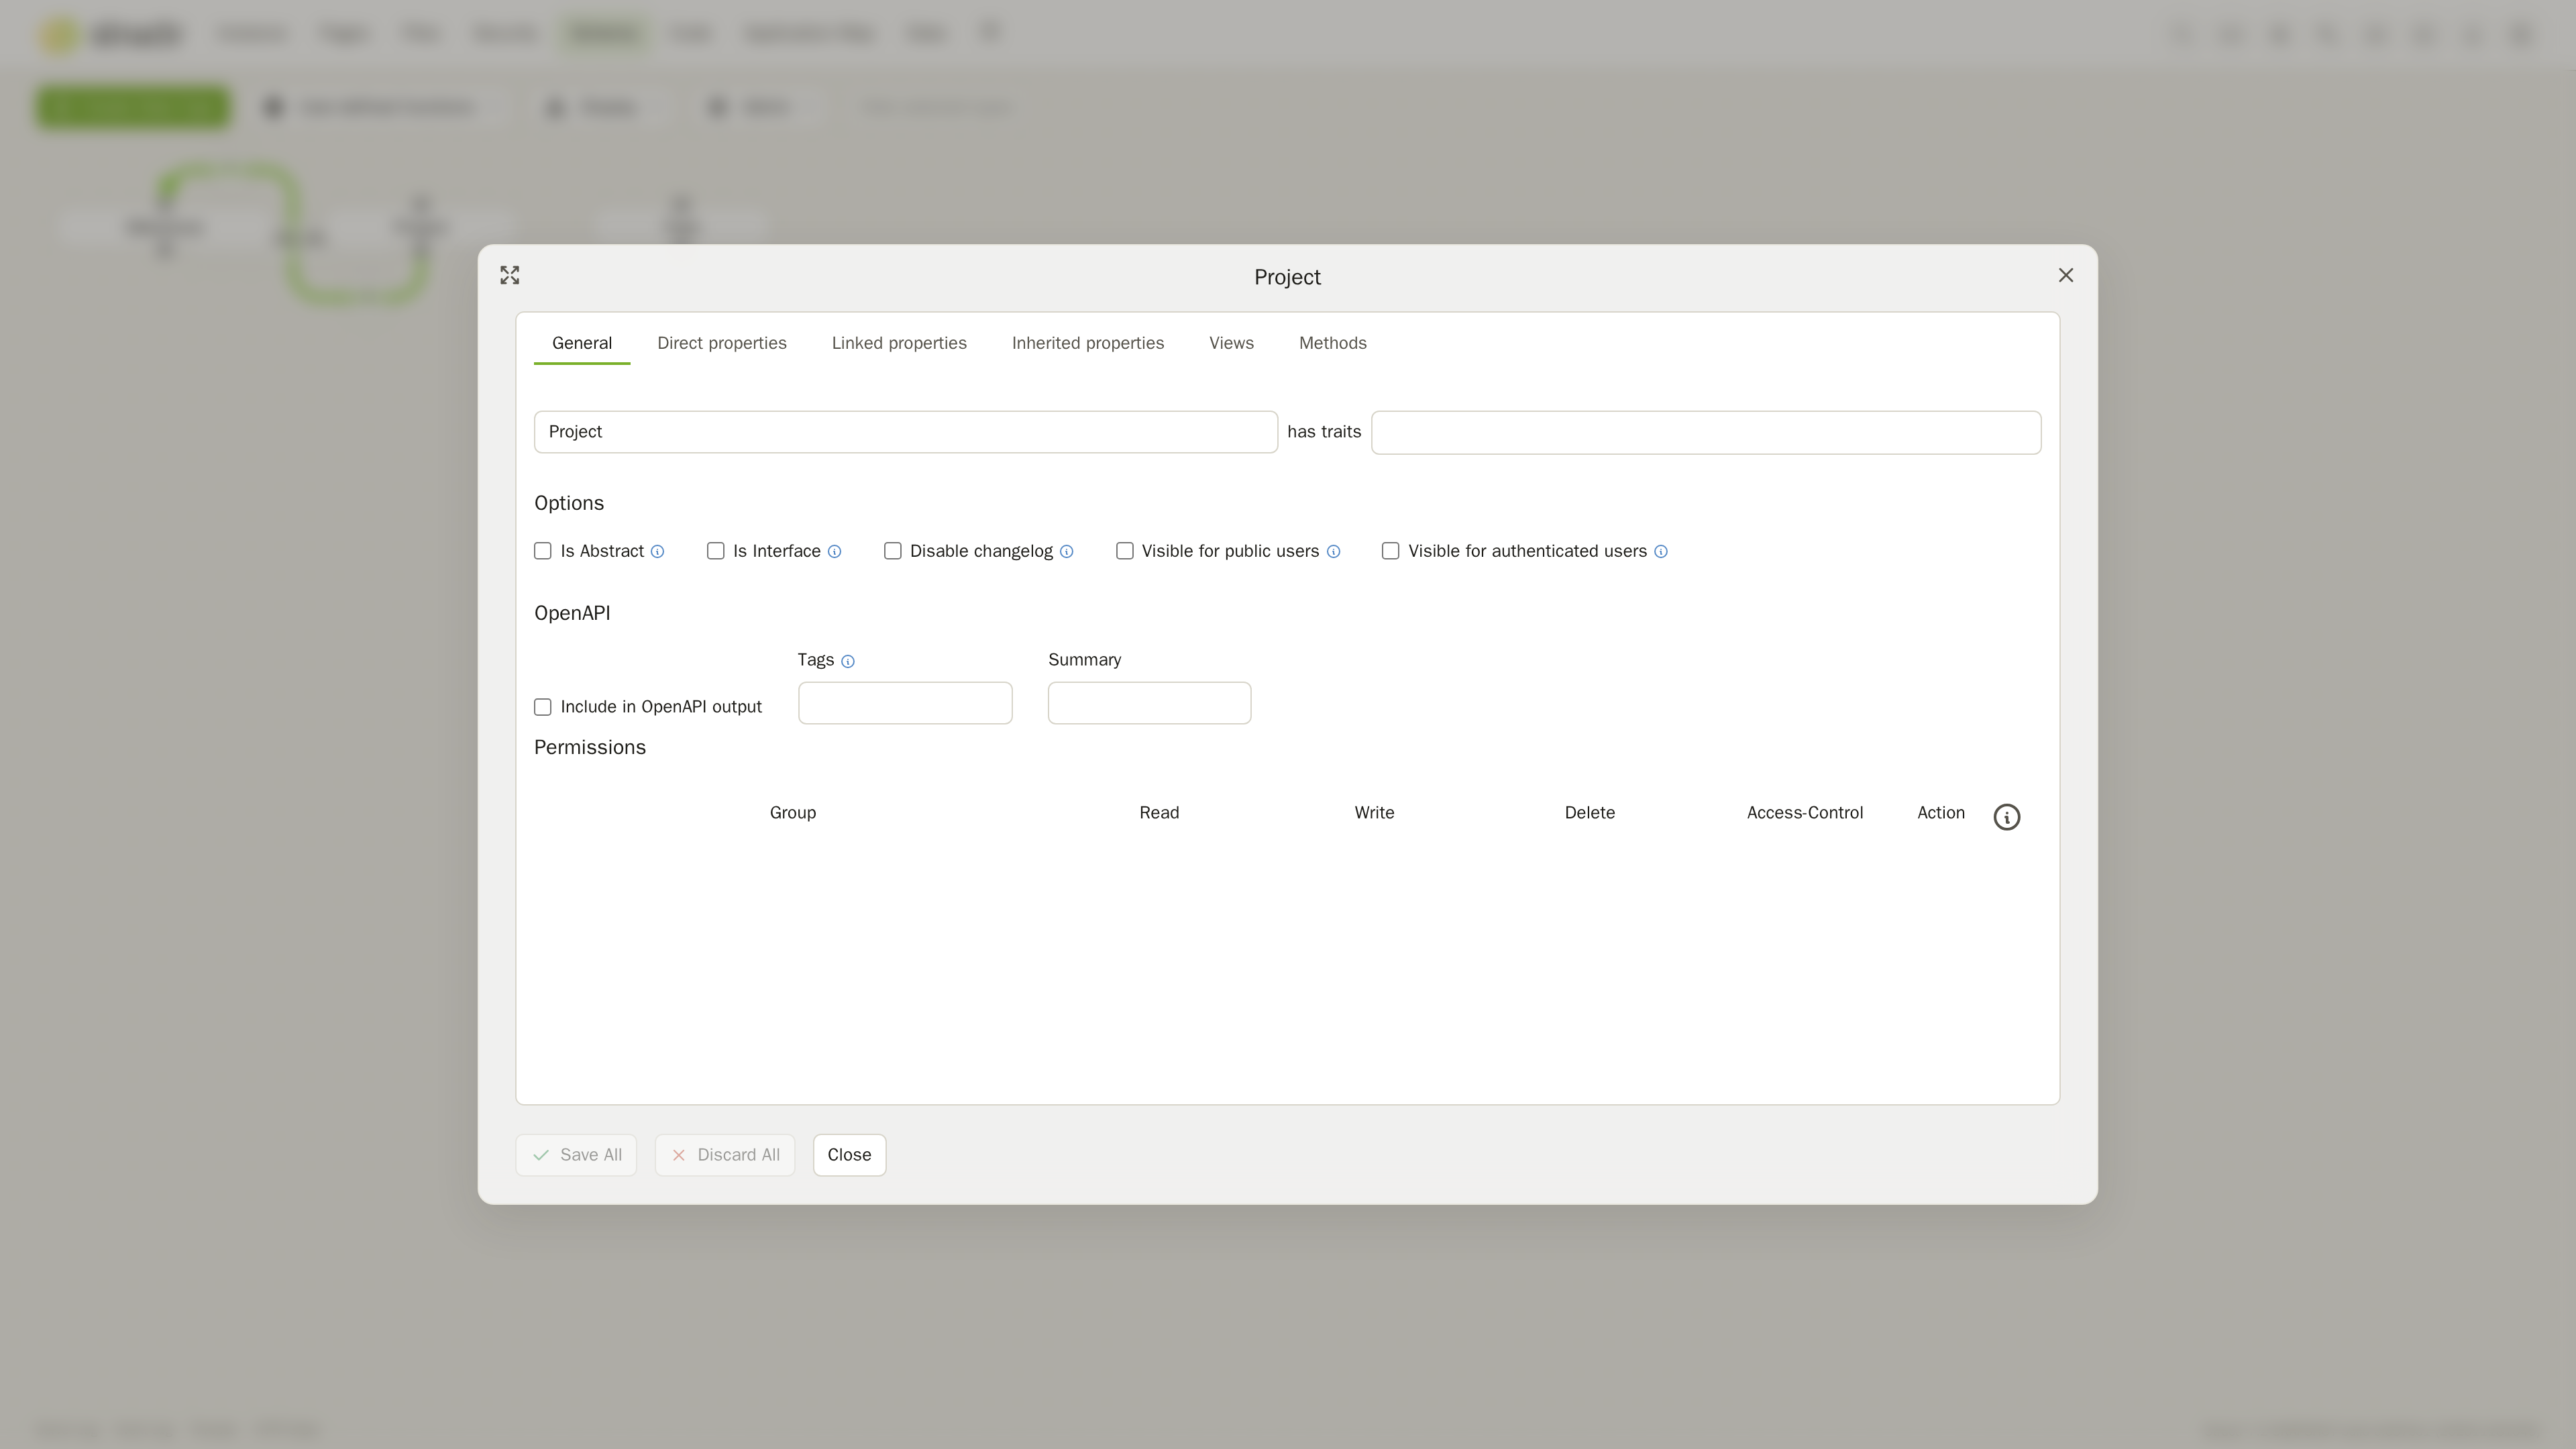 Project
General Direct properties Linked properties Inherited properties Views Methods
Project has traits
Options
Is Abstract Is Interface Disable changelog Visible for public users Visible for authenticated users
OpenAPI
Tags Summary
Include in OpenAPI output
Permissions
Group Read Write Delete Access-Control Action
Save All Discard All Close